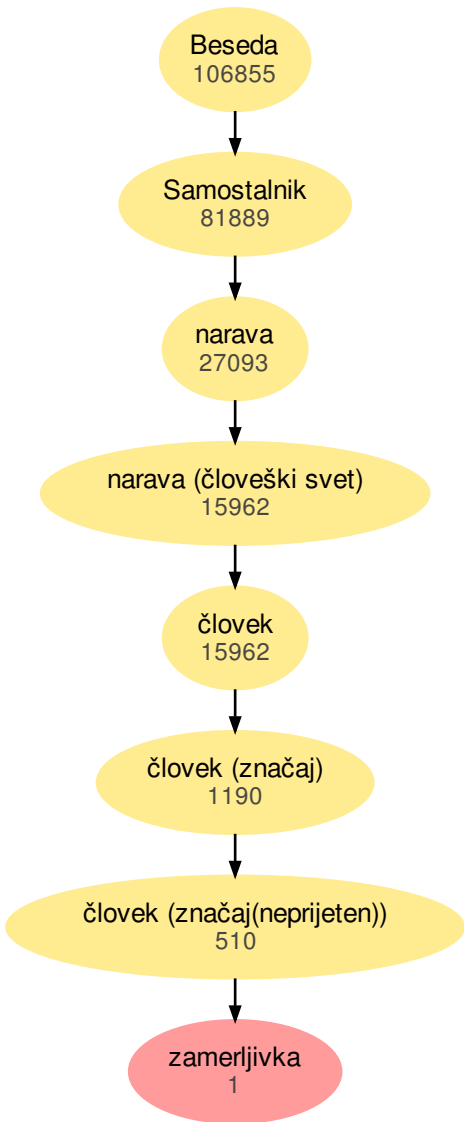 Beseda
106855
Samostalnik
81889
narava
27093
narava (človeški svet)
15962
človek
15962
človek (značaj)
1190
človek (značaj(neprijeten))
510
zamerljivka
1